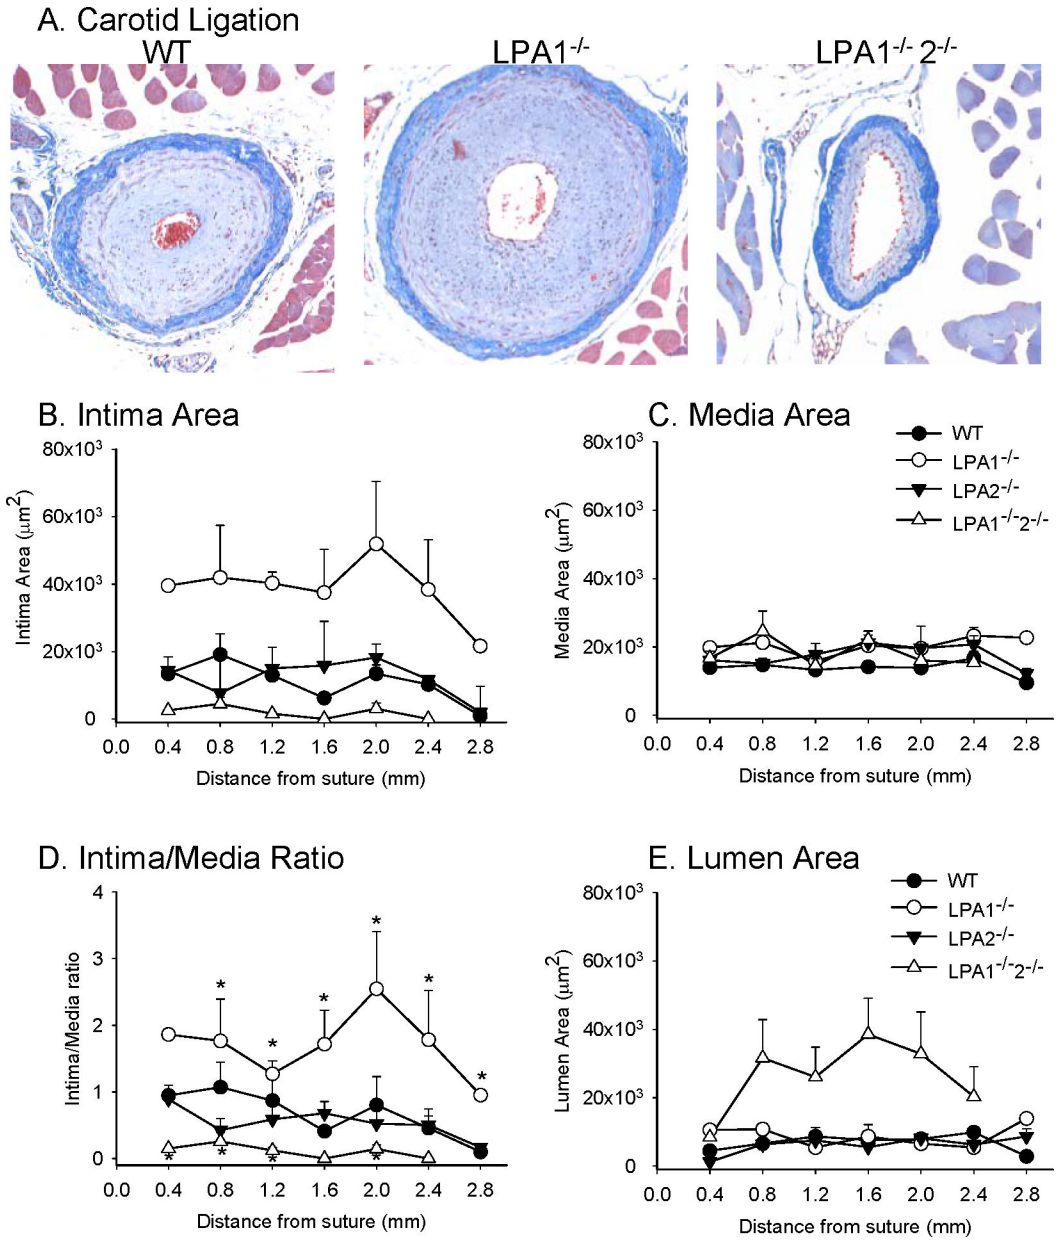 A. Carotid Ligation
WT LPA1-/- LPA1-/- 2-/-
B. Intima Area
80x10³
60x10³
40x10³
20x10³
0
Intima Area (µm²)
0.0 0.4 0.8 1.2 1.6 2.0 2.4 2.8
Distance from suture (mm)
C. Media Area
WT
LPA1-/-
LPA2-/-
LPA1-/-2-/-
80x10³
60x10³
40x10³
20x10³
0
Media Area (µm²)
0.0 0.4 0.8 1.2 1.6 2.0 2.4 2.8
Distance from suture (mm)
D. Intima/Media Ratio
4
3
2
1
0
Intima/Media ratio
* * * * * * *
* * * *
0.0 0.4 0.8 1.2 1.6 2.0 2.4 2.8
Distance from suture (mm)
E. Lumen Area
WT
LPA1-/-
LPA2-/-
LPA1-/-2-/-
80x10³
60x10³
40x10³
20x10³
0
Lumen Area (µm²)
0.0 0.4 0.8 1.2 1.6 2.0 2.4 2.8
Distance from suture (mm)